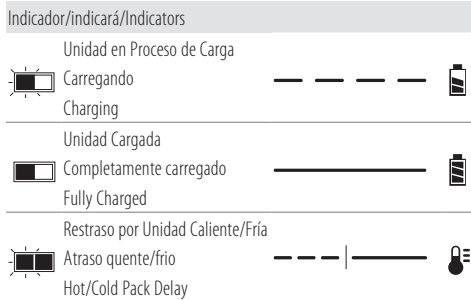 Indicador/indicará/Indicators
Unidad en Proceso de Carga
Carregando
Charging
Unidad Cargada
Completamente carregado
Fully Charged
Restraso por Unidad Caliente/Fría
Atraso quente/frio
Hot/Cold Pack Delay